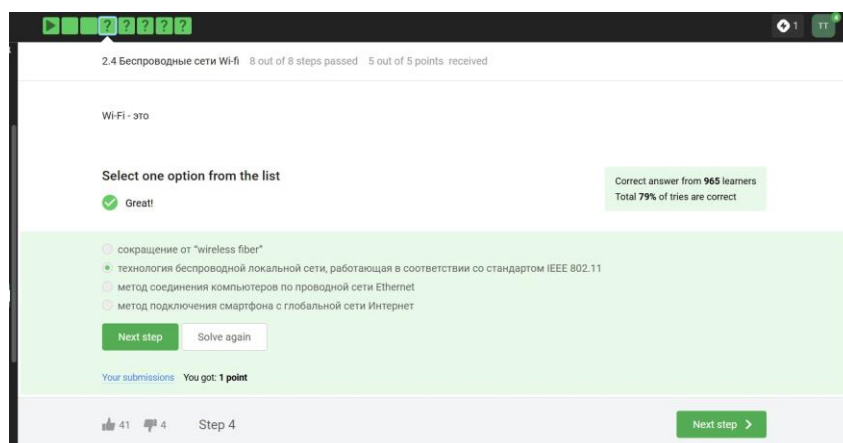 ? ? ? ? ?
1 TT
2.4 Беспроводные сети Wi-fi 8 out of 8 steps passed 5 out of 5 points received
Wi-Fi - это
Select one option from the list
Great!
Correct answer from 965 learners
Total 79% of tries are correct
сокращение от "wireless fiber"
технология беспроводной локальной сети, работающая в соответствии со стандартом IEEE 802.11
метод соединения компьютеров по проводной сети Ethernet
метод подключения смартфона с глобальной сети Интернет
Next step Solve again
Your submissions You got: 1 point
41 4 Step 4 Next step